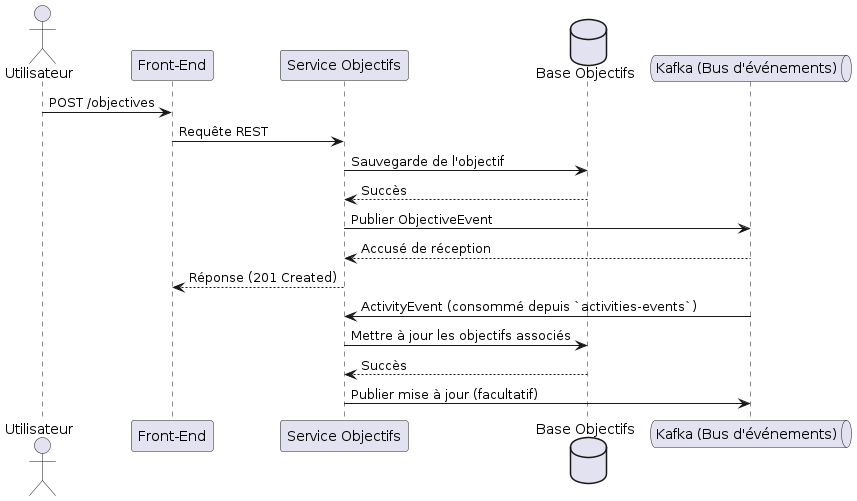 Utilisateur
Front-End
Service Objectifs
Base Objectifs
Kafka (Bus d'événements)
POST /objectives
Requête REST
Sauvegarde de l'objectif
Succès
Publier ObjectiveEvent
Accusé de réception
Réponse (201 Created)
ActivityEvent (consommé depuis `activities-events`)
Mettre à jour les objectifs associés
Succès
Publier mise à jour (facultatif)
Utilisateur
Front-End
Service Objectifs
Base Objectifs
Kafka (Bus d'événements)